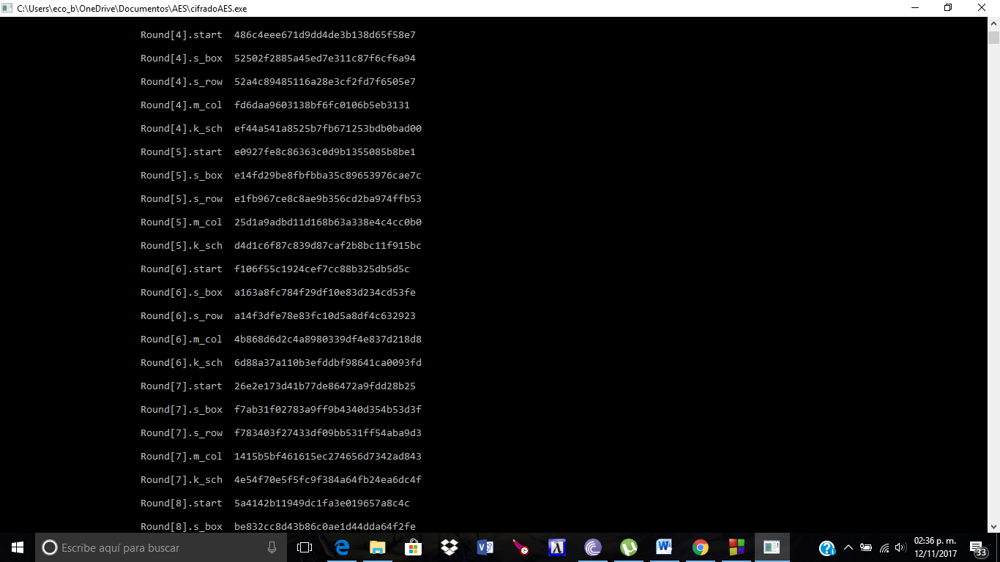 C:\Users\eco_b\OneDrive\Documentos\AES\cifradoAES.exe
Round[4].start 486c4eee671d9dd4de3b138d65f58e7
Round[4].s_box 52502f2885a45ed7e311c87f6cf6a94
Round[4].s_row 52a4c89485116a28e3cf2fd7f6505e7
Round[4].m_col fd6daa9603138bf6fc0106b5eb3131
Round[4].k_sch ef44a541a8525b7fb671253bdb0bad00
Round[5].start e0927fe8c86363c0d9b1355085b8be1
Round[5].s_box e14fd29be8fbfbba35c89653976cae7c
Round[5].s_row e1fb967ce8c8ae9b356cd2ba974ffb53
Round[5].m_col 25d1a9adbd11d168b63a338e4c4cc0b0
Round[5].k_sch d4d1c6f87c839d87caf2b8bc11f915bc
Round[6].start f106f55c1924cef7cc88b325db5d5c
Round[6].s_box a163a8fc784f29df10e83d234cd53fe
Round[6].s_row a14f3dfe78e83fc10d5a8df4c632923
Round[6].m_col 4b868d6d2c4a8980339df4e837d218d8
Round[6].k_sch 6d88a37a110b3efddbf98641ca0093fd
Round[7].start 26e2e173d41b77de86472a9fdd28b25
Round[7].s_box f7ab31f02783a9ff9b4340d354b53d3f
Round[7].s_row f783403f27433df09bb531ff54aba9d3
Round[7].m_col 1415b5bf461615ec274656d7342ad843
Round[7].k_sch 4e54f70e5f5fc9f384a64fb24ea6dc4f
Round[8].start 5a4142b11949dc1fa3e019657a8c4c
Round[8].s_box be832cc8d43b86c0ae1d44dda64f2fe
Escribe aquí para buscar
02:36 p. m.
12/11/2017
33